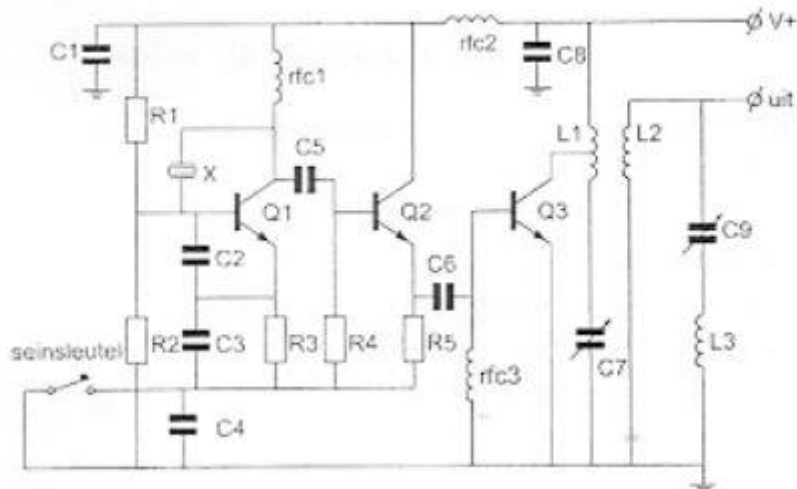 V+
rfc2
C1
C8
rfc1
uit
R1
L1
L2
C5
X
Q1
Q2
Q3
C9
C2
C6
R2
C3
R3
R4
R5
L3
seinsleutel
C7
rfc3
C4